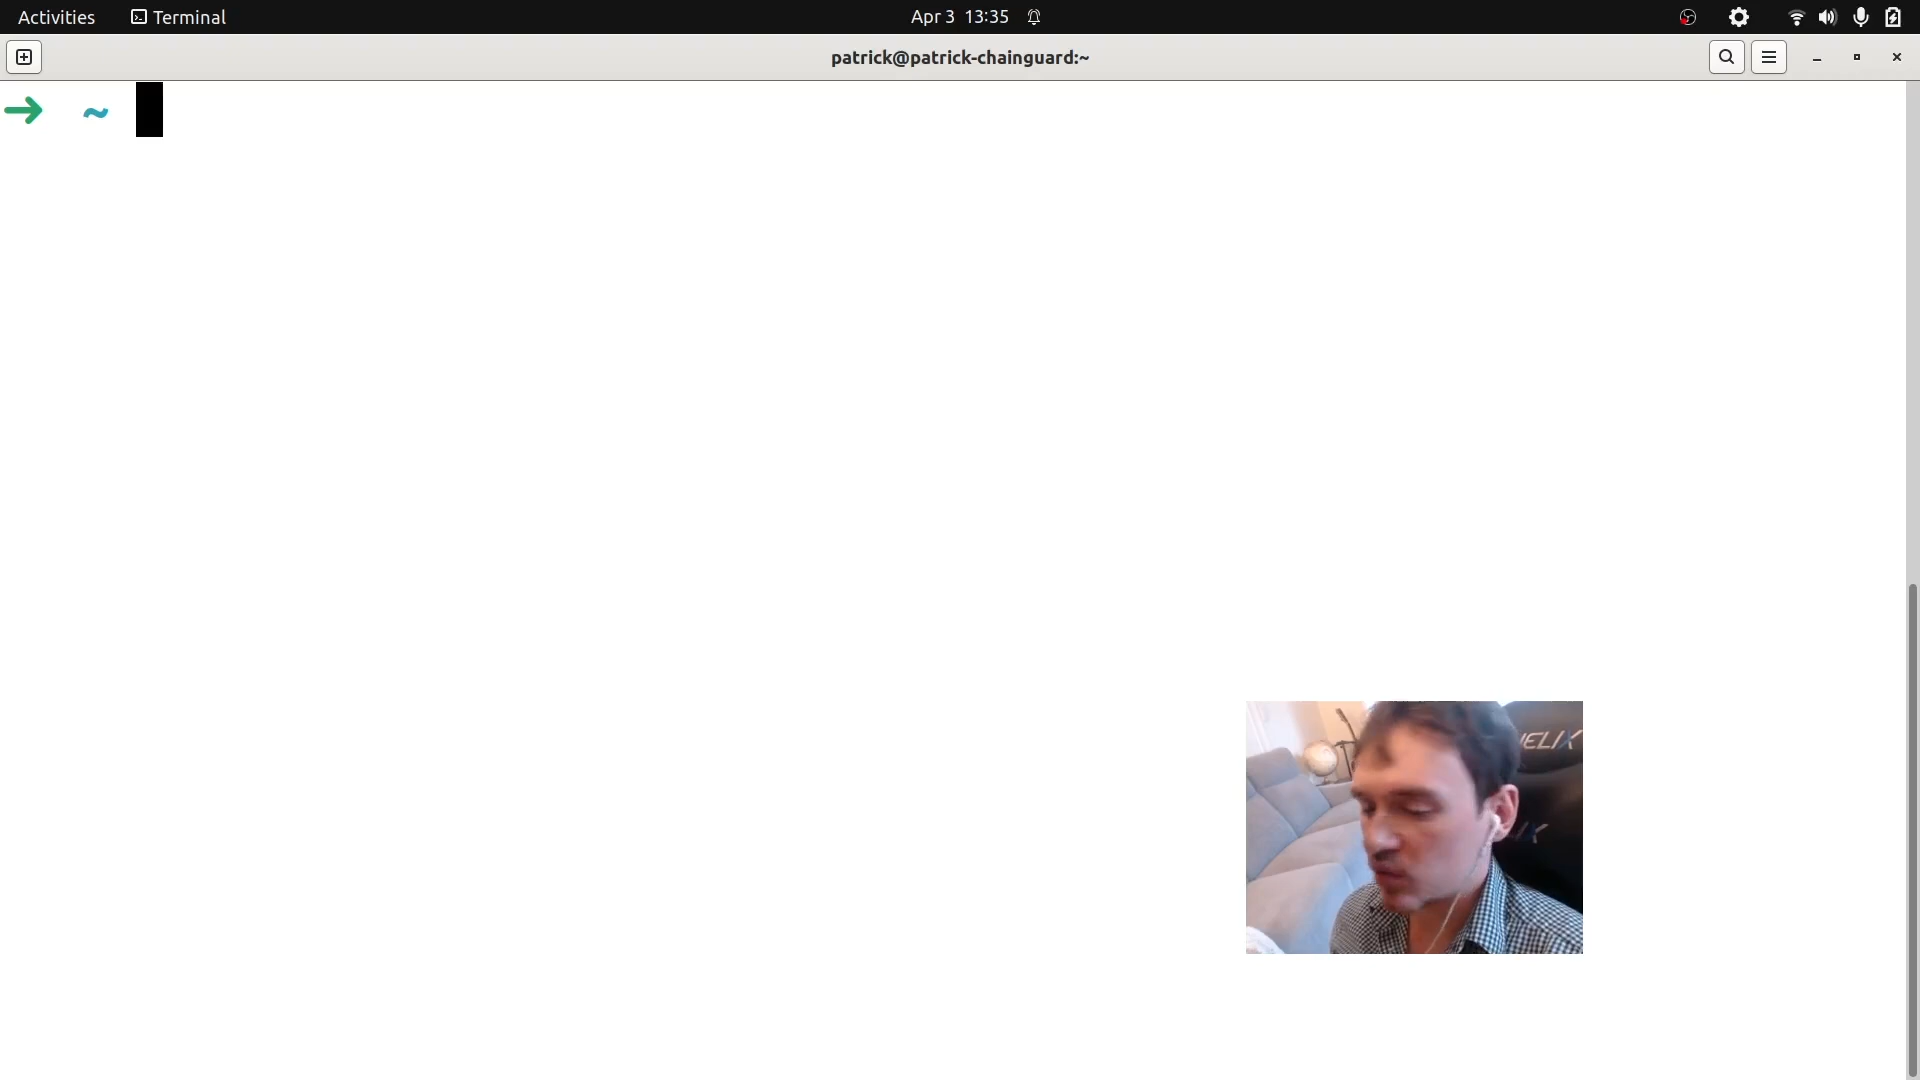 Activities
Terminal
Apr 3 13:35
patrick@patrick-chainguard:~
➜ ~